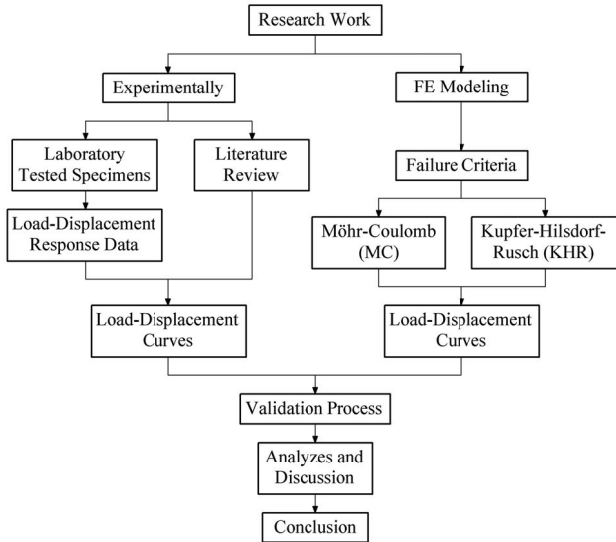 Research Work
Experimentally
FE Modeling
Laboratory
Tested Specimens
Literature
Review
Failure Criteria
Load-Displacement
Response Data
Möhr-Coulomb
(MC)
Kupfer-Hilsdorf-
Rusch (KHR)
Load-Displacement
Curves
Load-Displacement
Curves
Validation Process
Analyzes and
Discussion
Conclusion